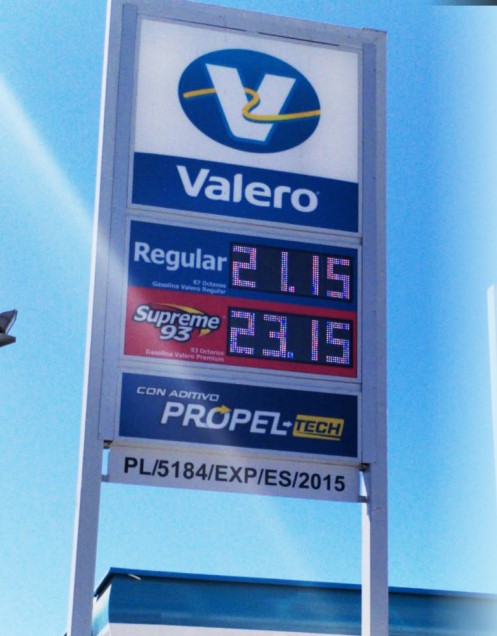 V
Valero
Regular 21.15
87 Octanos
Gasolina Valero Regular
Supreme 93 23.15
93 Octanos
Gasolina Valero Premium
CON ADITIVO
PROPEL-TECH
PL/5184/EXP/ES/2015